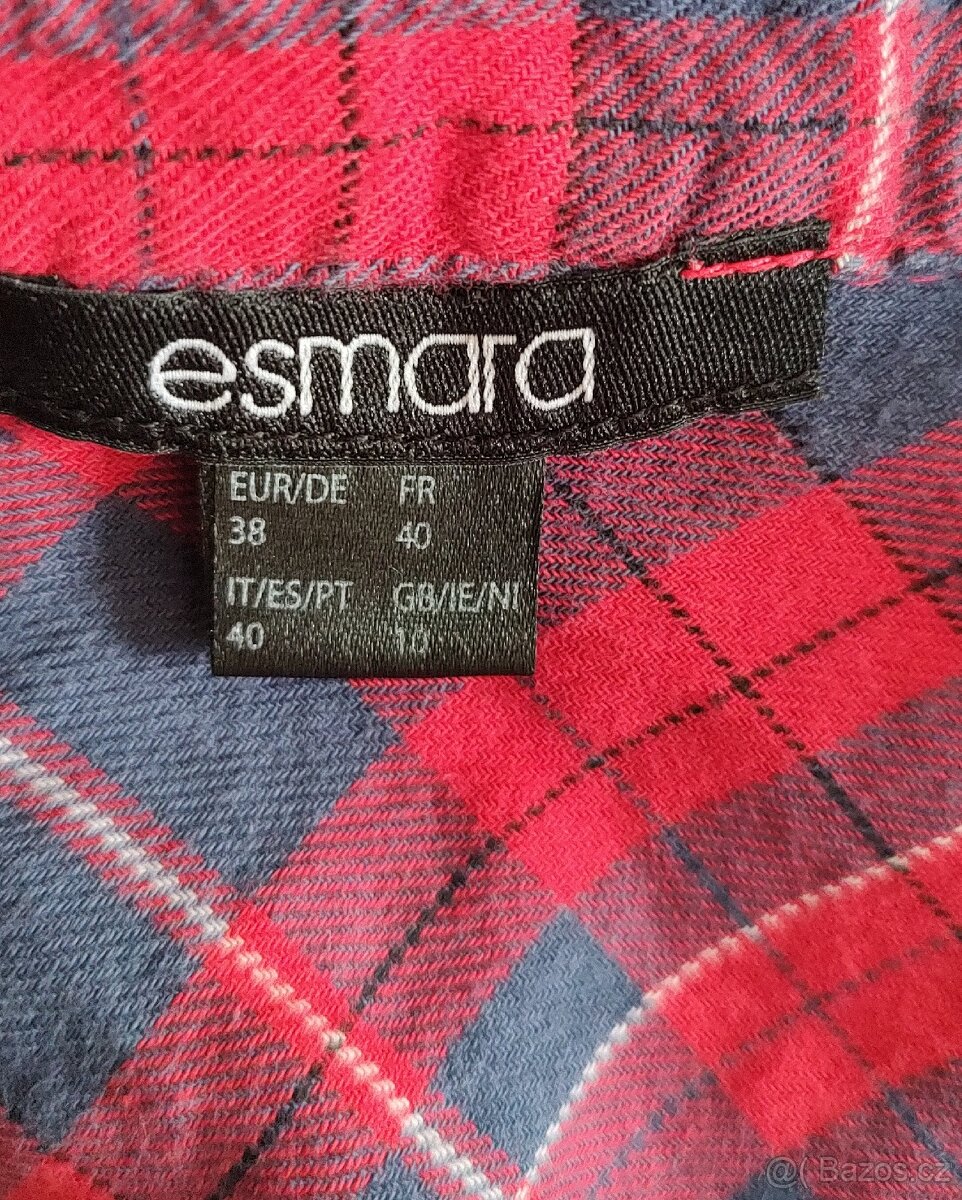 esmara
EUR/DE FR
38 40
IT/ES/PT GB/IE/NI
40 10
@( Bazos.cz